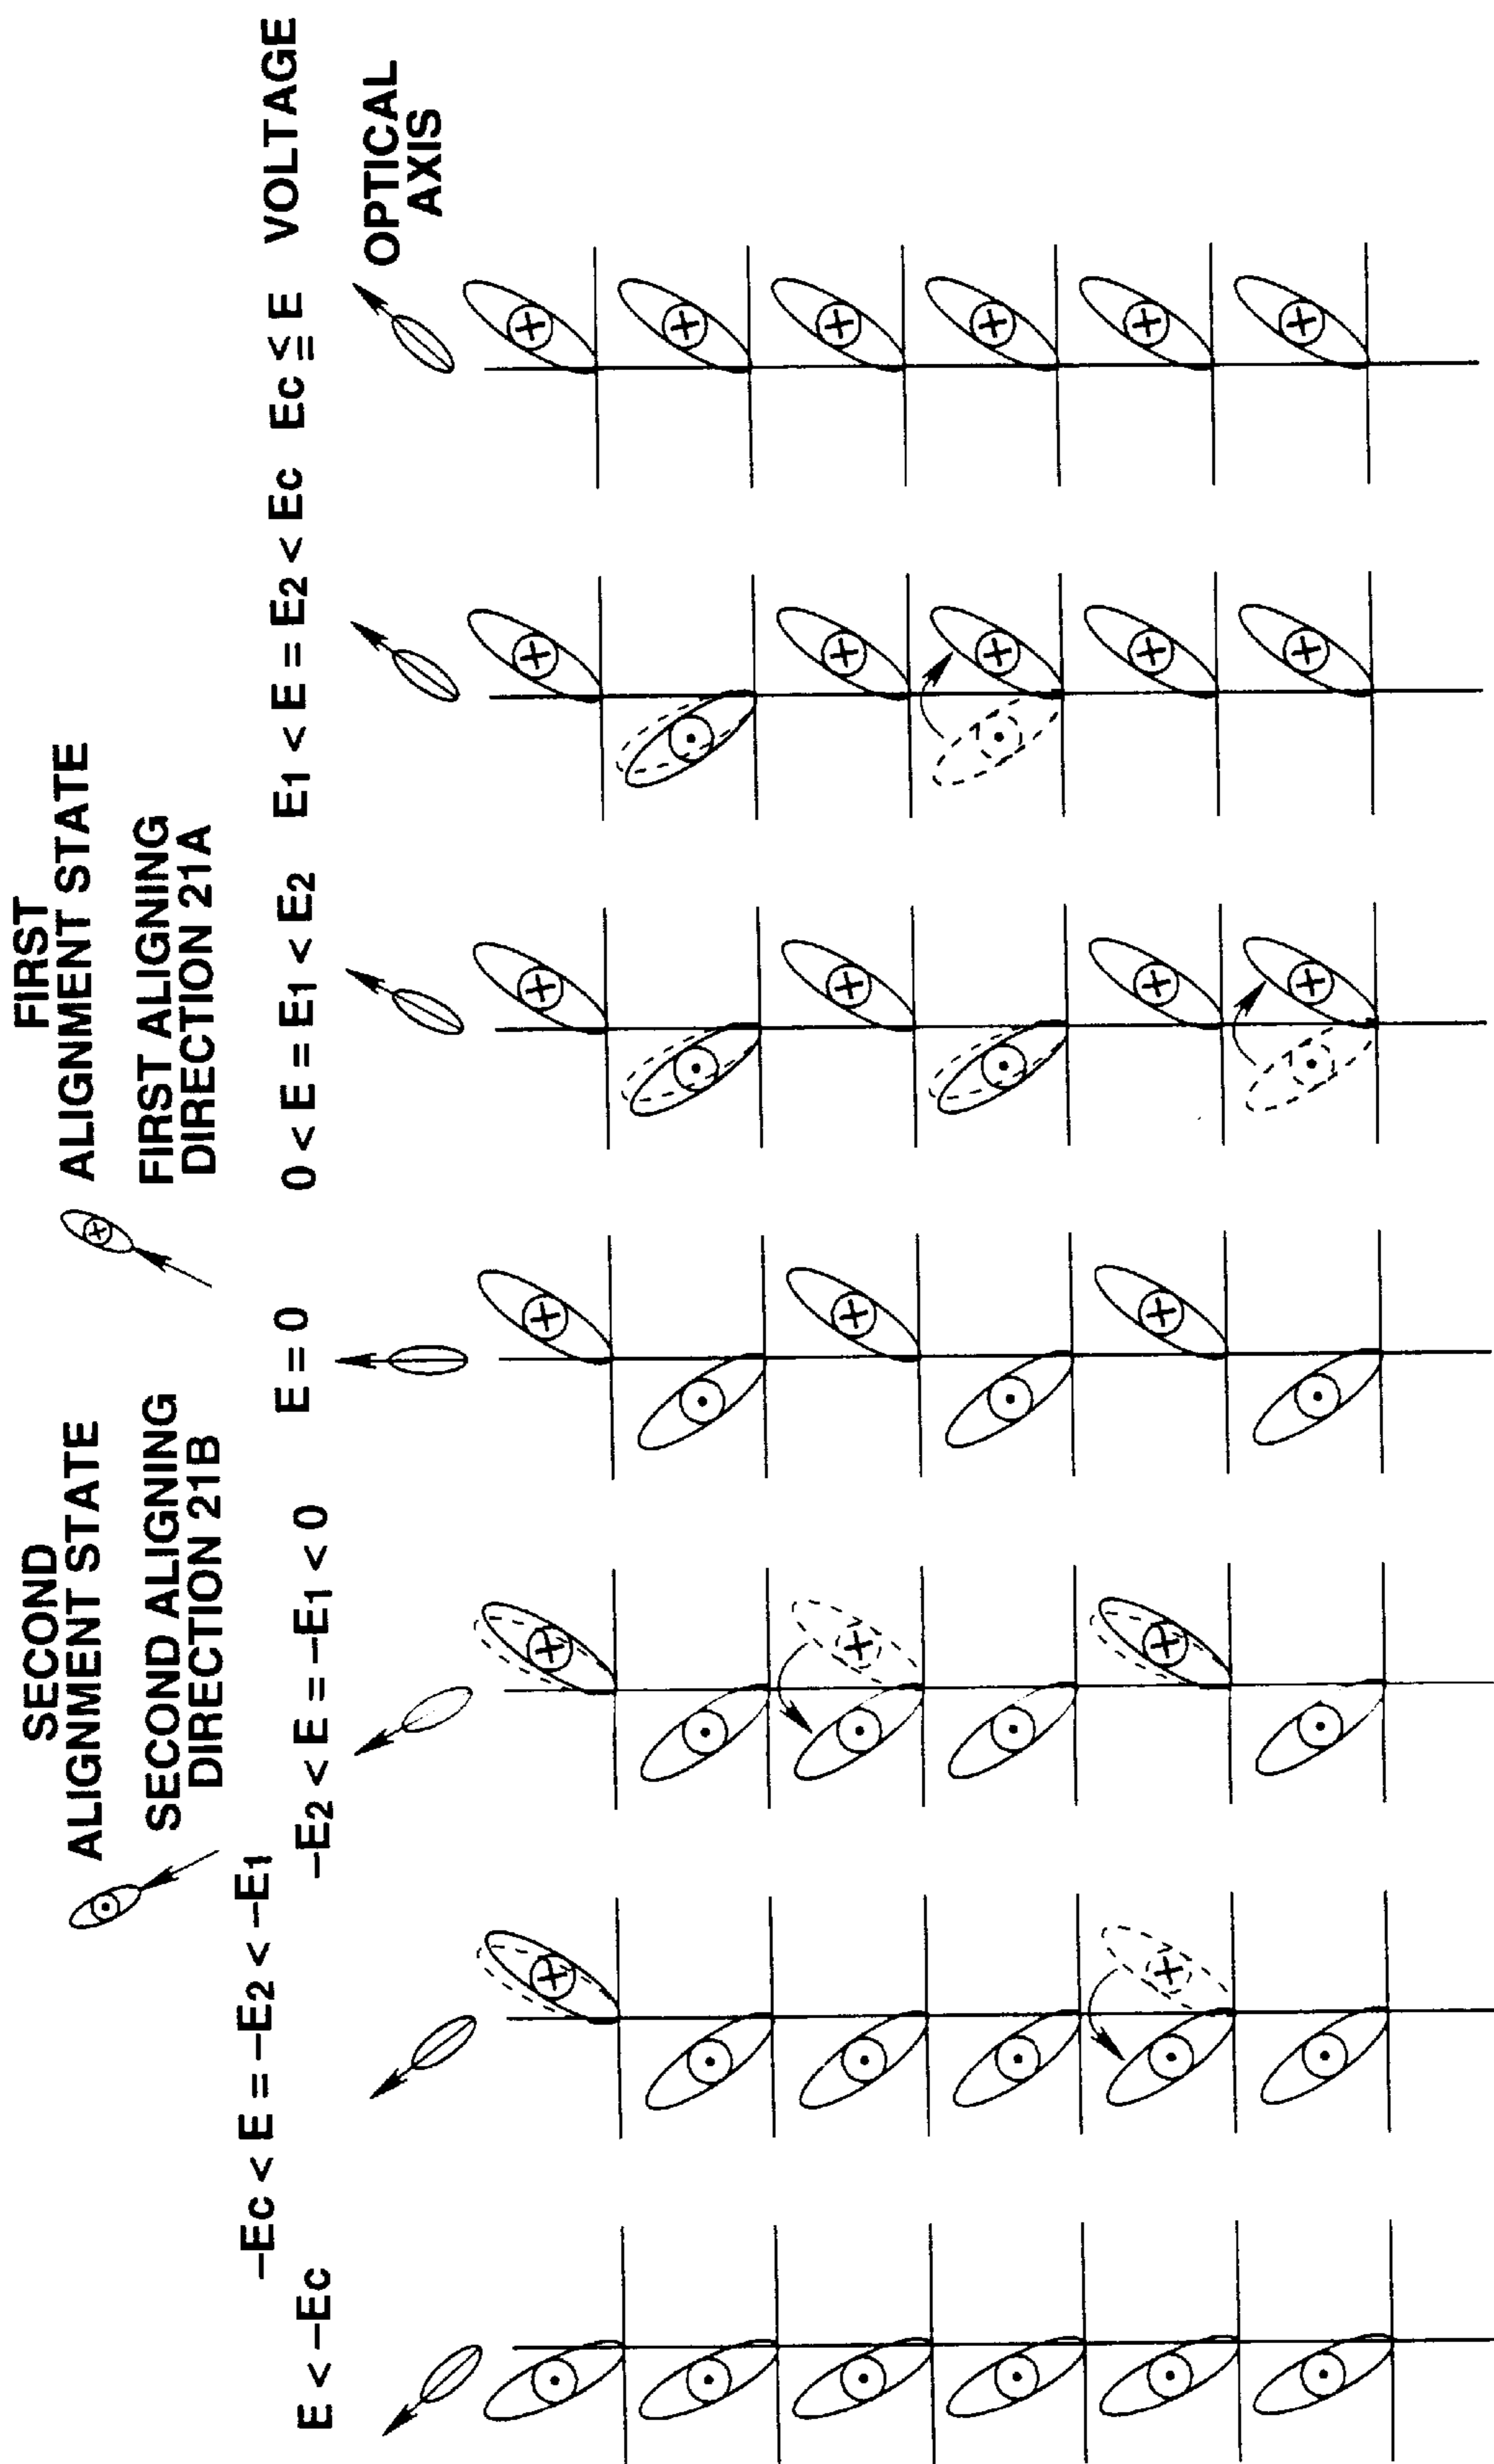 SECOND
ALIGNMENT STATE
SECOND ALIGNING
DIRECTION 21B
FIRST
ALIGNMENT STATE
FIRST ALIGNING
DIRECTION 21A
E < −Ec
−Ec < E = −E2 < −E1
−E2 < E = −E1 < 0
E = 0
0 < E = E1 < E2
E1 < E = E2 < Ec
Ec ≦ E
VOLTAGE
OPTICAL
AXIS